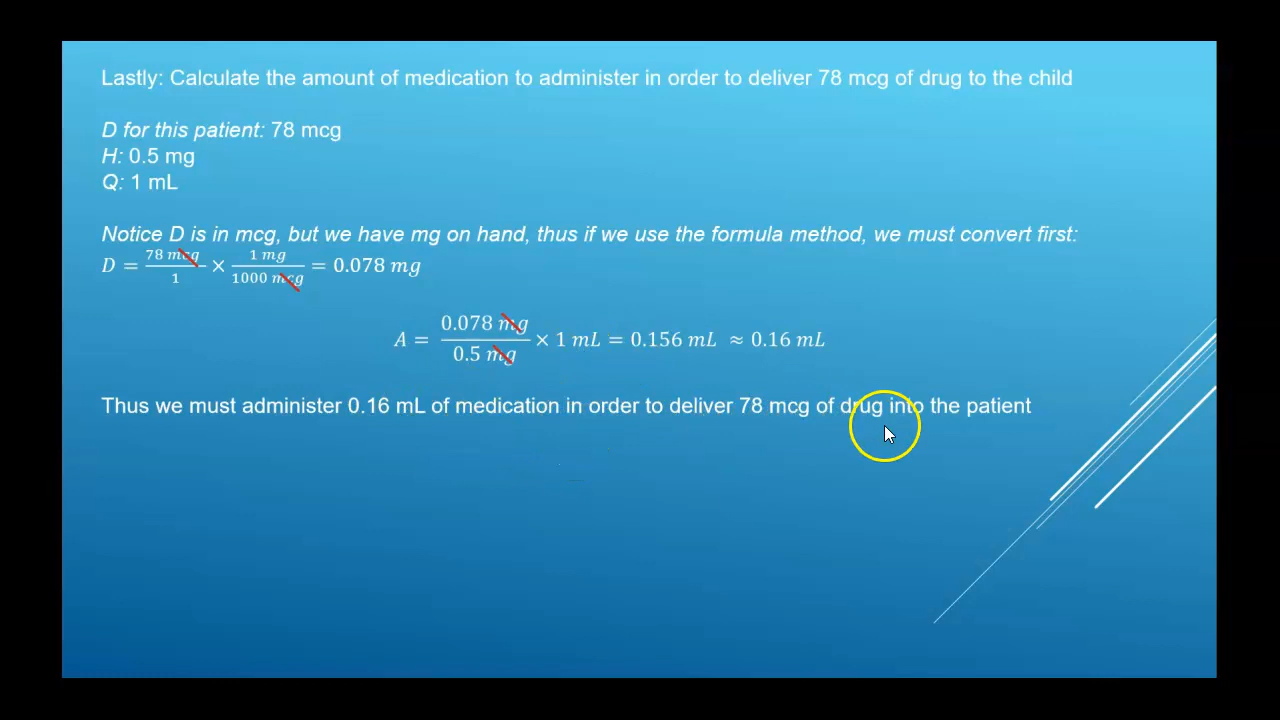 Lastly: Calculate the amount of medication to administer in order to deliver 78 mcg of drug to the child
D for this patient: 78 mcg
H: 0.5 mg
Q: 1 mL
Notice D is in mcg, but we have mg on hand, thus if we use the formula method, we must convert first:
D = 78 mcg / 1 × 1 mg / 1000 mcg = 0.078 mg
A = 0.078 mg / 0.5 mg × 1 mL = 0.156 mL ≈ 0.16 mL
Thus we must administer 0.16 mL of medication in order to deliver 78 mcg of drug into the patient